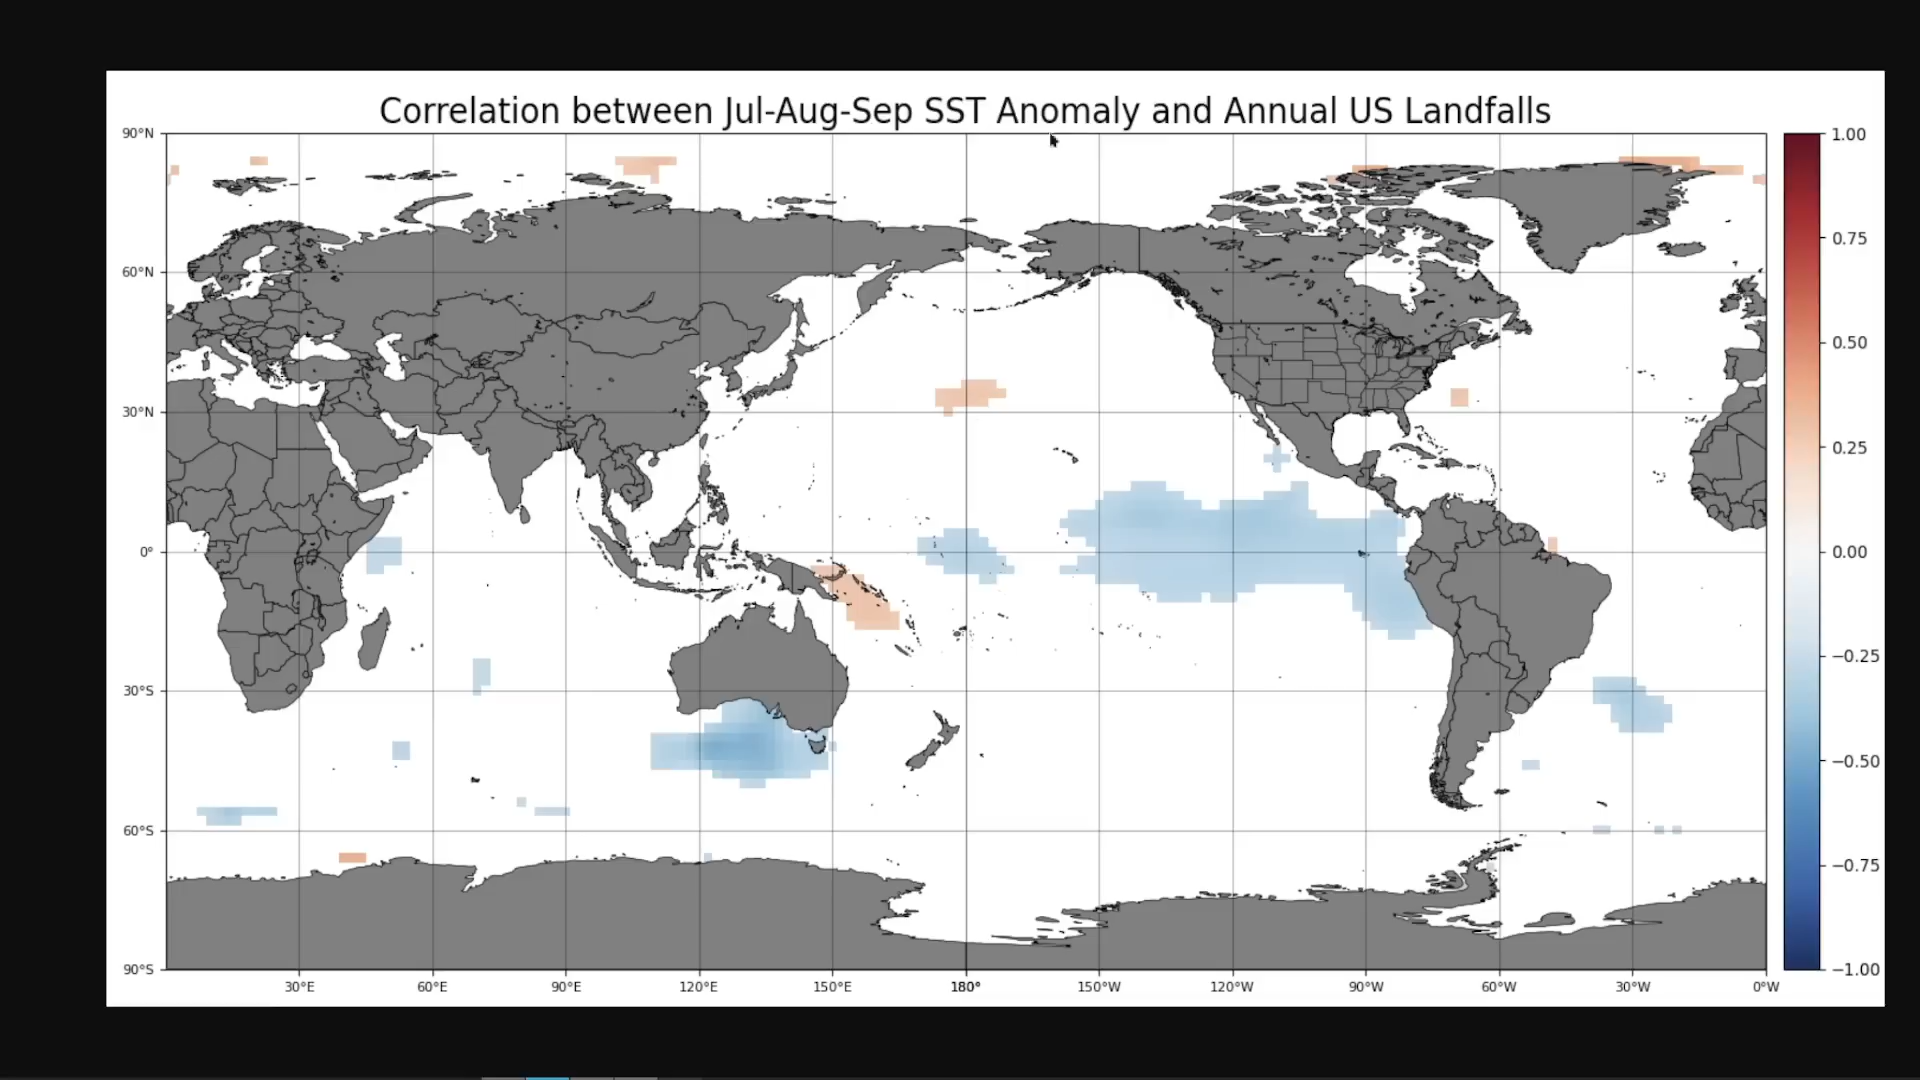 Correlation between Jul-Aug-Sep SST Anomaly and Annual US Landfalls
90°N
60°N
30°N
0°
30°S
60°S
90°S
30°E
60°E
90°E
120°E
150°E
180°
150°W
120°W
90°W
60°W
30°W
0°W
1.00
0.75
0.50
0.25
0.00
−0.25
−0.50
−0.75
−1.00